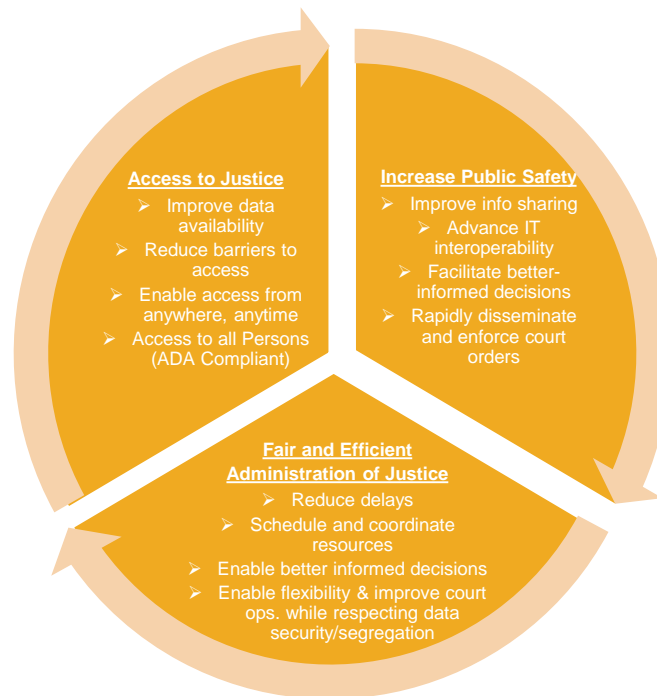 Access to Justice
➢ Improve data
availability
➢ Reduce barriers to
access
➢ Enable access from
anywhere, anytime
➢ Access to all Persons
(ADA Compliant)
Increase Public Safety
➢ Improve info sharing
➢ Advance IT
interoperability
➢ Facilitate better-
informed decisions
➢ Rapidly disseminate
and enforce court
orders
Fair and Efficient
Administration of Justice
➢ Reduce delays
➢ Schedule and coordinate
resources
➢ Enable better informed decisions
➢ Enable flexibility & improve court
ops. while respecting data
security/segregation